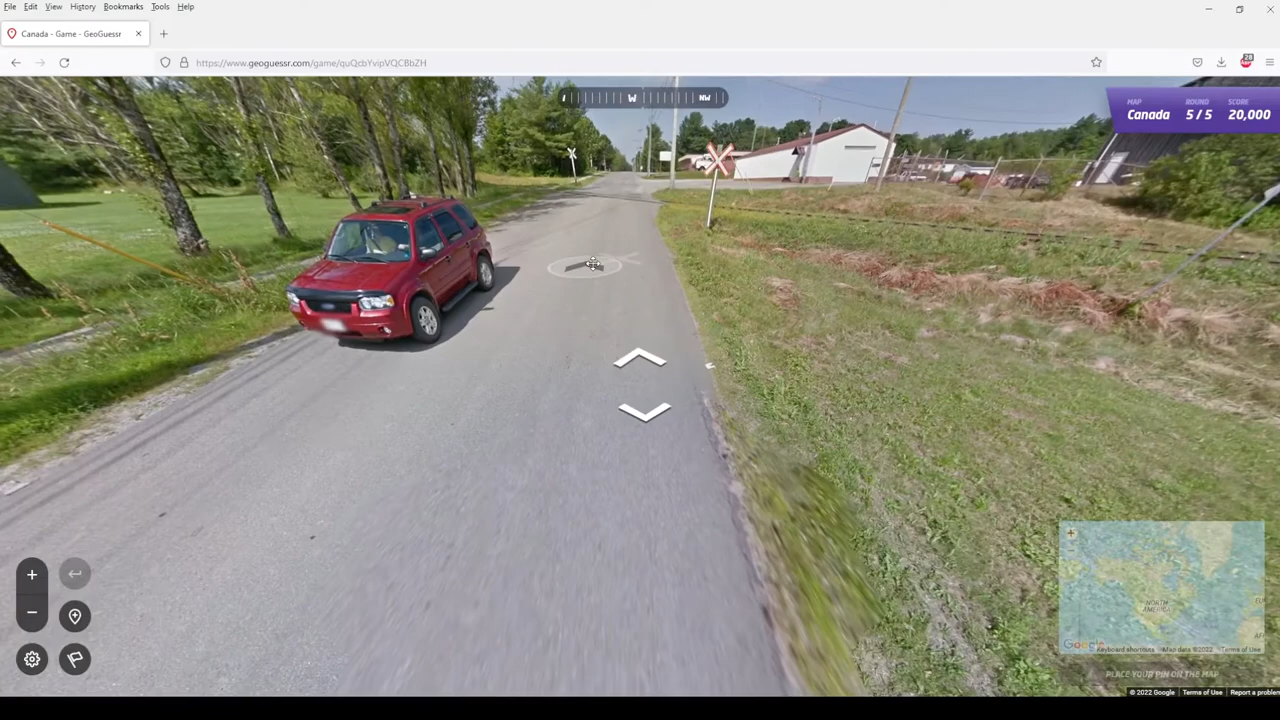 File Edit View History Bookmarks Tools Help
Canada - Game - GeoGuessr
https://www.geoguessr.com/game/quQcbYvipVQCBbZH
28
W NW
MAP ROUND SCORE
Canada 5 / 5 20,000
NORTH
AMERICA
Google
Keyboard shortcuts Map data ©2022 Terms of Use
PLACE YOUR PIN ON THE MAP
© 2022 Google Terms of Use Report a problem